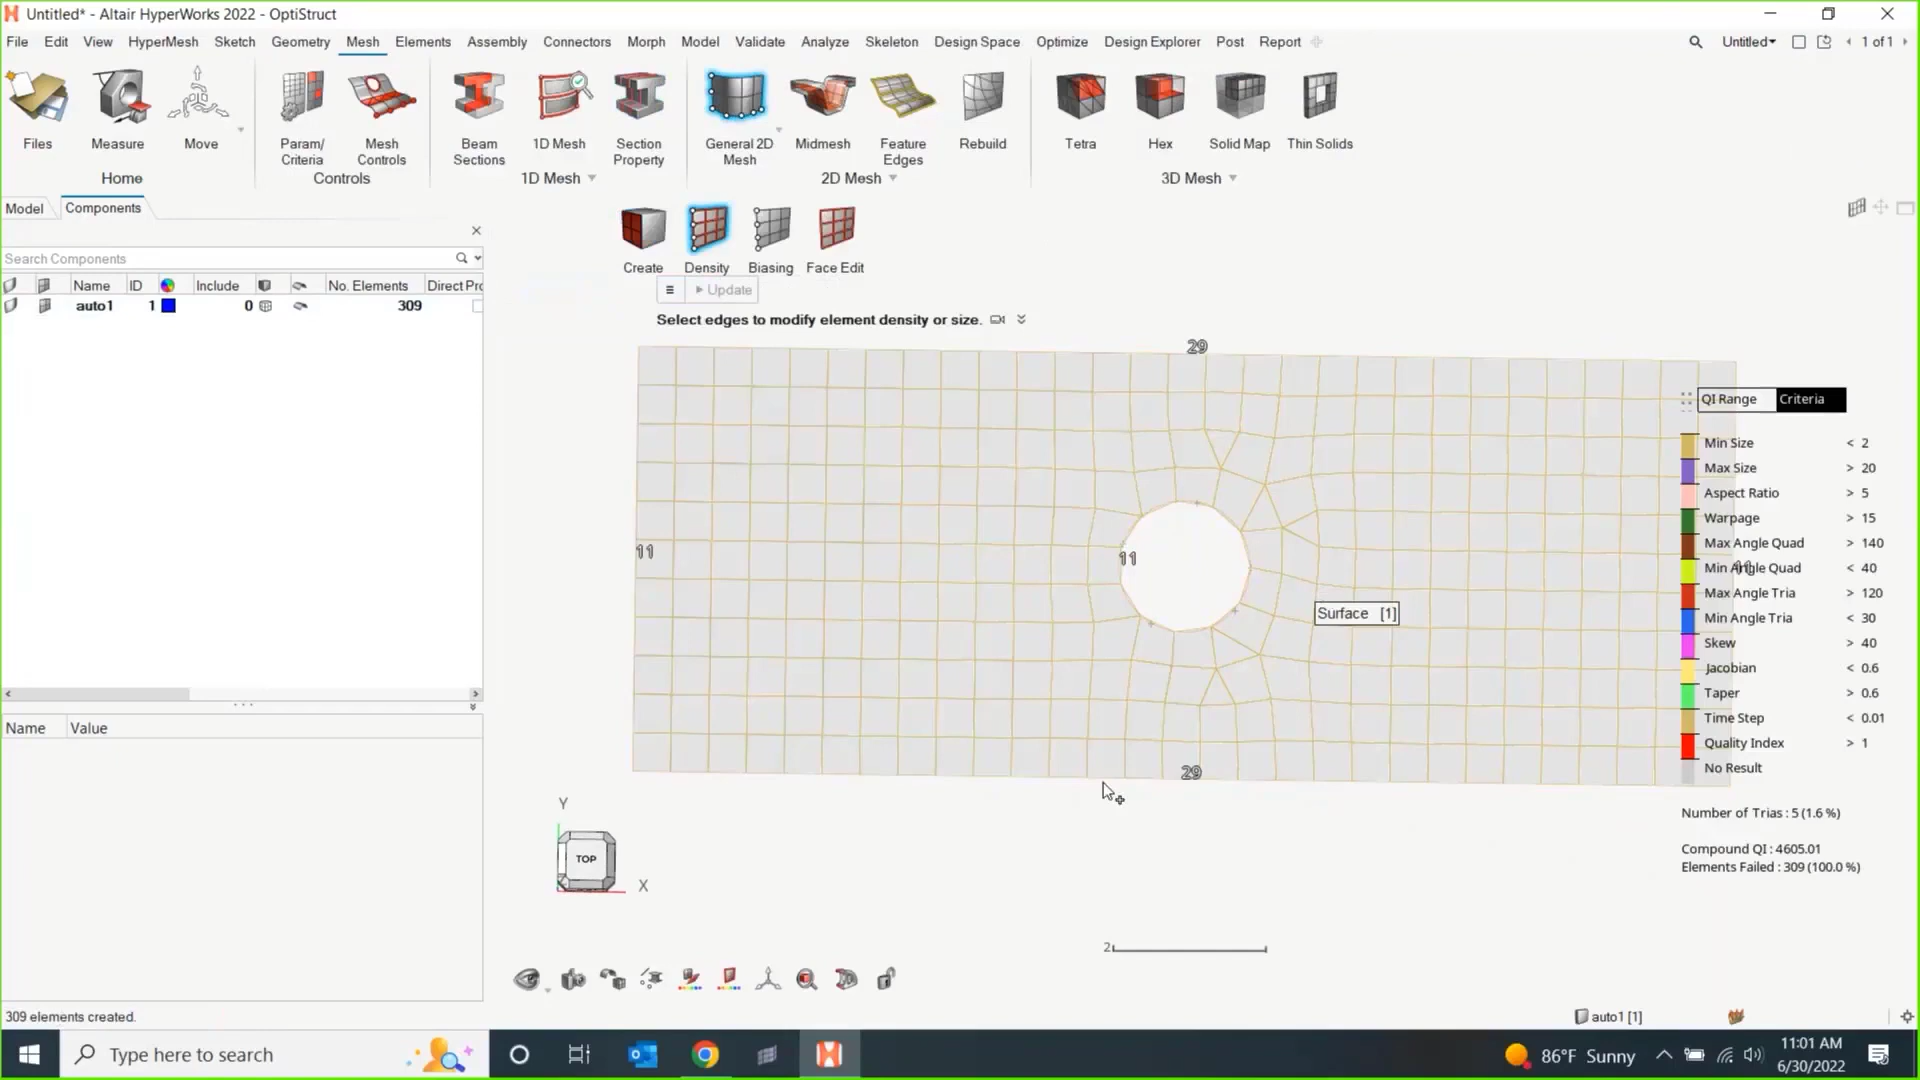 Untitled* - Altair HyperWorks 2022 - OptiStruct
File Edit View HyperMesh Sketch Geometry Mesh Elements Assembly Connectors Morph Model Validate Analyze Skeleton Design Space Optimize Design Explorer Post Report Untitled 1 of 1
Files Measure Move Param/ Criteria Mesh Controls Beam Sections 1D Mesh Section Property General 2D Mesh Midmesh Feature Edges Rebuild Tetra Hex Solid Map Thin Solids
Home Controls 1D Mesh 2D Mesh 3D Mesh
Model Components
Create Density Biasing Face Edit
Search Components
Name ID Include No. Elements Direct Pr
auto1 1 0 309
Update
Select edges to modify element density or size.
29
11
11
29
Surface [1]
QI Range Criteria
Min Size < 2
Max Size > 20
Aspect Ratio > 5
Warpage > 15
Max Angle Quad > 140
Min Angle Quad < 40
Max Angle Tria > 120
Min Angle Tria < 30
Skew > 40
Jacobian < 0.6
Taper > 0.6
Time Step < 0.01
Quality Index > 1
No Result
Number of Trias : 5 (1.6 %)
Compound QI : 4605.01
Elements Failed : 309 (100.0 %)
Name Value
Y
TOP
X
2
309 elements created.
auto1 [1]
Type here to search
86°F Sunny
11:01 AM
6/30/2022